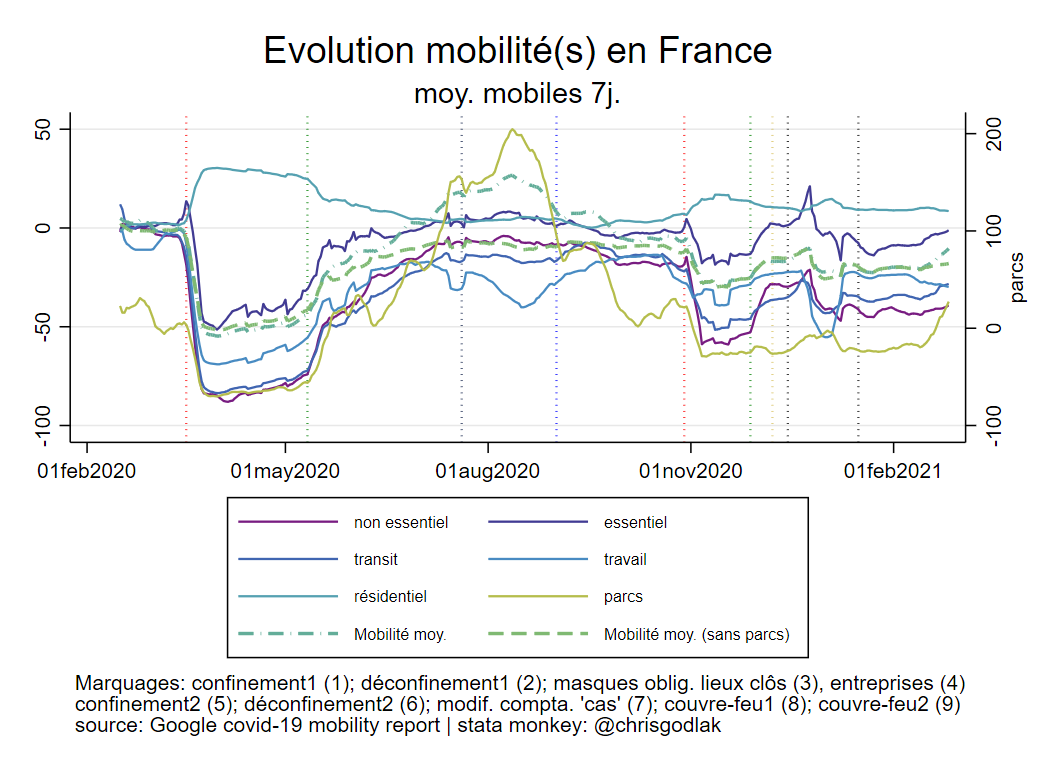 Evolution mobilité(s) en France
moy. mobiles 7j.
50
0
-50
-100
200
100
0
-100
parcs
01feb2020 01may2020 01aug2020 01nov2020 01feb2021
non essentiel essentiel
transit travail
résidentiel parcs
Mobilité moy. Mobilité moy. (sans parcs)
Marquages: confinement1 (1); déconfinement1 (2); masques oblig. lieux clôs (3), entreprises (4)
confinement2 (5); déconfinement2 (6); modif. compta. 'cas' (7); couvre-feu1 (8); couvre-feu2 (9)
source: Google covid-19 mobility report | stata monkey: @chrisgodlak